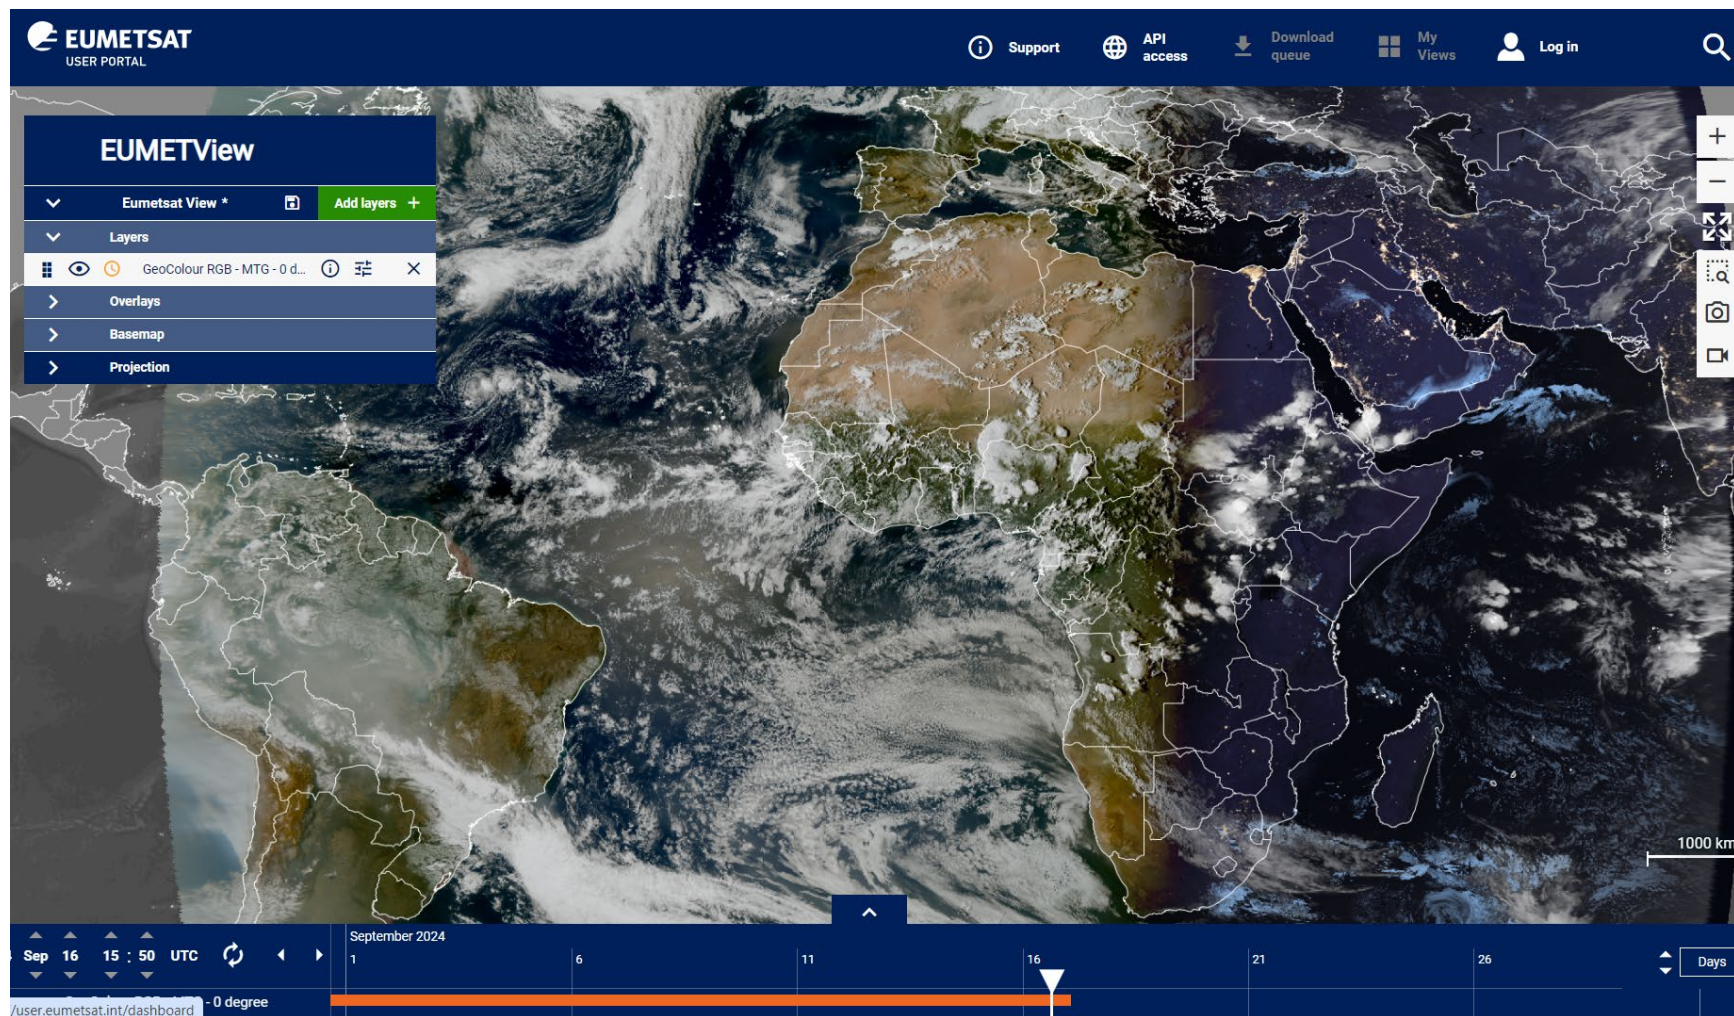 EUMETSAT
USER PORTAL
Support
API
access
Download
queue
My
Views
Log in
EUMETView
Eumetsat View *
Add layers +
Layers
GeoColour RGB - MTG - 0 d...
Overlays
Basemap
Projection
1000 km
Sep 16 15 : 50 UTC
September 2024
1 6 11 16 21 26
Days
- 0 degree
/user.eumetsat.int/dashboard